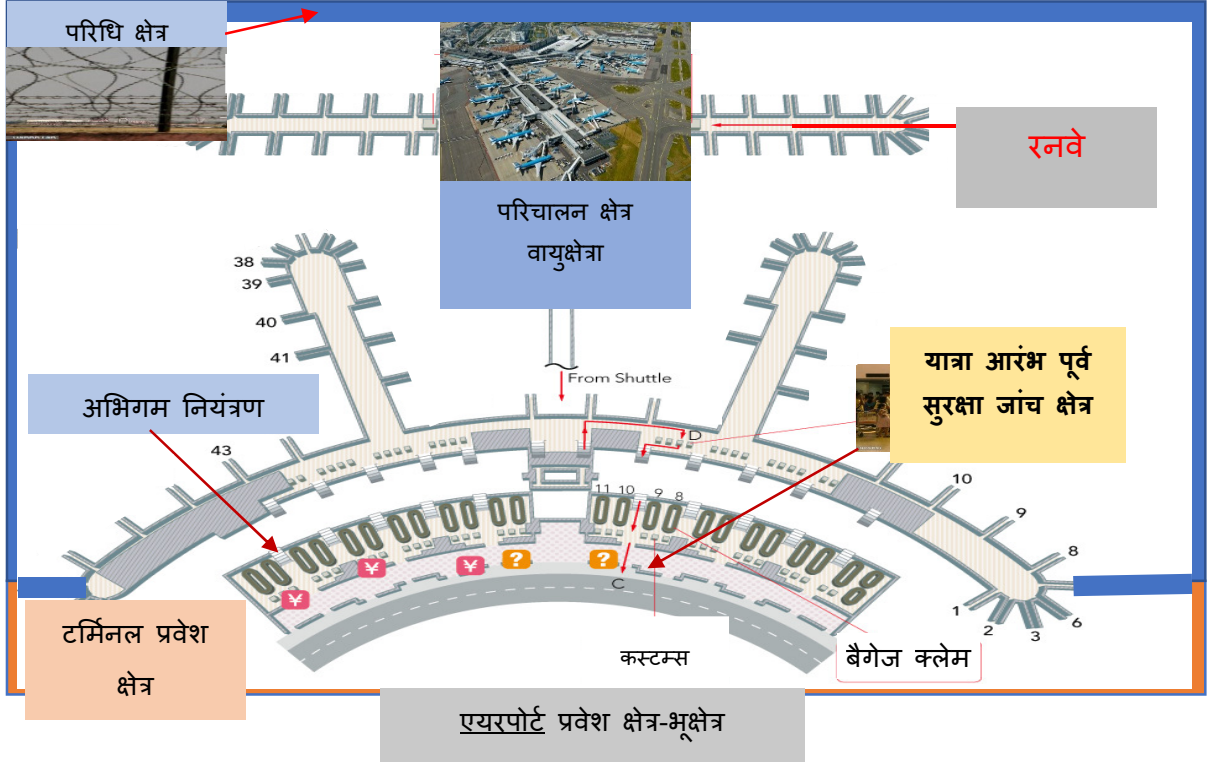 परिधि क्षेत्र
रनवे
परिचालन क्षेत्र
वायुक्षेत्रा
38
39
40
41
From Shuttle
यात्रा आरंभ पूर्व
सुरक्षा जांच क्षेत्र
अभिगम नियंत्रण
D
43
10
11 10 9 8
9
8
¥
¥
¥
?
?
C
1
2
3
6
टर्मिनल प्रवेश
क्षेत्र
कस्टम्स
बैगेज क्लेम
एयरपोर्ट प्रवेश क्षेत्र-भूक्षेत्र